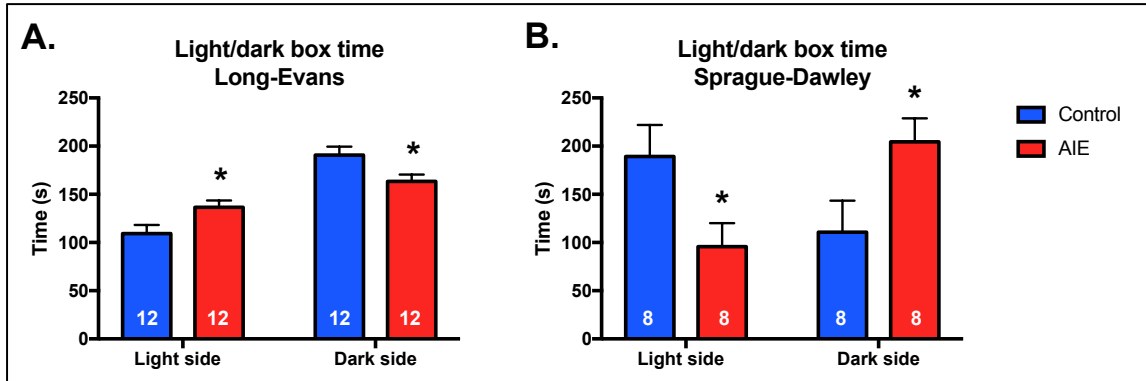 A.
Light/dark box time
Long-Evans
Time (s)
250
200
150
100
50
0
*
*
12
12
12
12
Light side
Dark side
B.
Light/dark box time
Sprague-Dawley
Time (s)
250
200
150
100
50
0
*
*
8
8
8
8
Light side
Dark side
Control
AIE